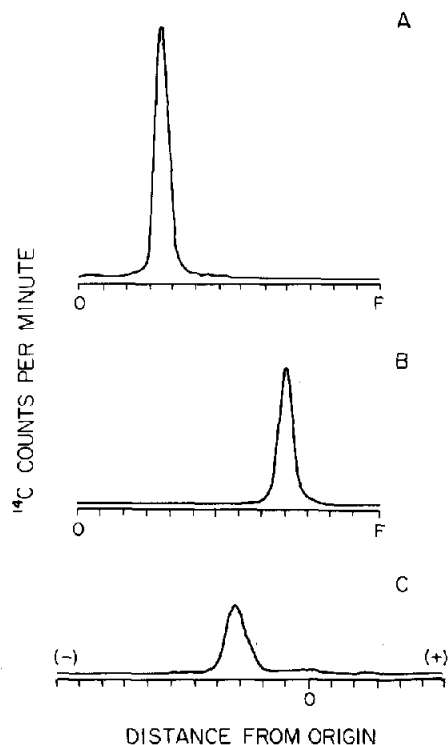 A
O F
B
O F
C
(-) (+)
O
¹⁴C COUNTS PER MINUTE
DISTANCE FROM ORIGIN